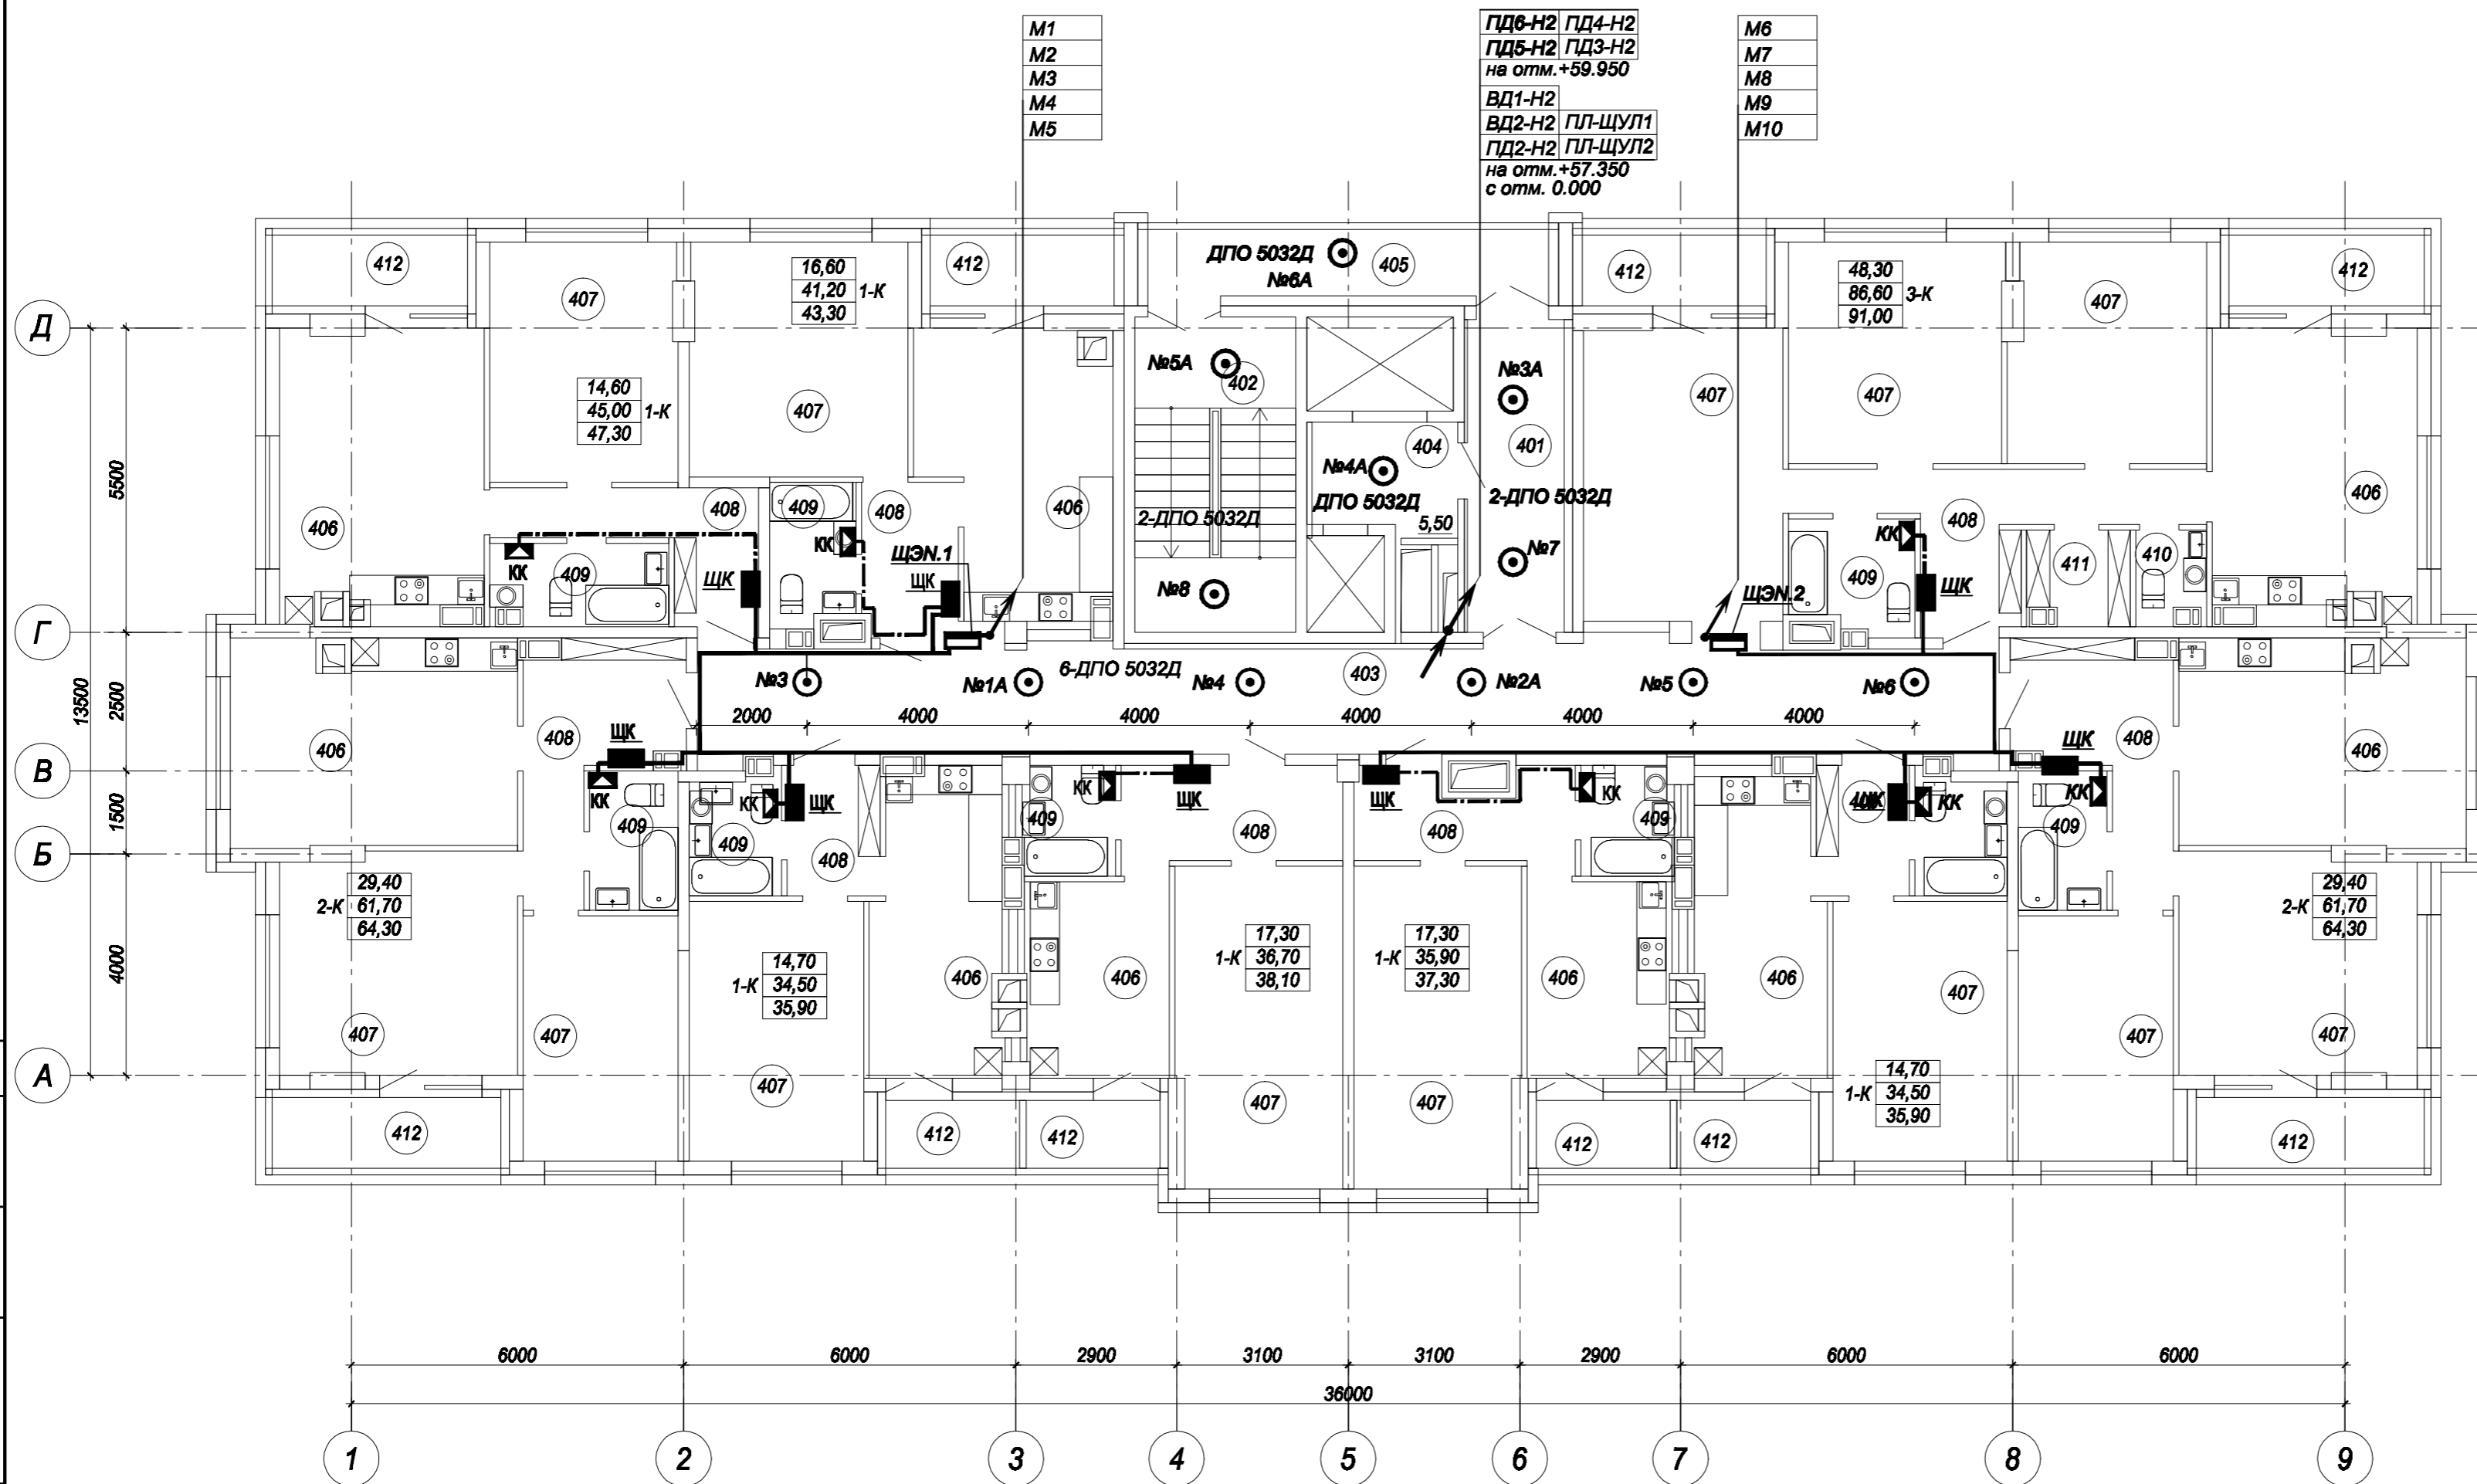 М1
М2
М3
М4
М5
ПД6-Н2 ПД4-Н2
ПД5-Н2 ПД3-Н2
на отм.+59.950
ВД1-Н2
ВД2-Н2 ПЛ-ЩУЛ1
ПД2-Н2 ПЛ-ЩУЛ2
на отм.+57.350
с отм. 0.000
М6
М7
М8
М9
М10
412
407
16,60
41,20 1-К
43,30
412
ДПО 5032Д
№6А
405
412
48,30
86,60 3-К
91,00
407
412
Д
14,60
45,00 1-К
47,30
407
№5А
402
№3А
407
407
404
401
№4А
ДПО 5032Д
2-ДПО 5032Д
2-ДПО 5032Д
5,50
5500
406
408
409
408
406
408
406
КК
409
ЩК
КК
ЩЭN.1
ЩК
№8
№7
ЩЭN.2
КК
409
ЩК
411
410
Г
13500
2500
№3
№1А
6-ДПО 5032Д
№4
403
№2А
№5
№6
2000
4000
4000
4000
4000
4000
406
408
ЩК
ЩК
408
406
В
1500
КК
409
КК
ЩК
409
408
409
КК
ЩК
408
ЩК
408
КК
409
ЩК
КК
КК
409
Б
4000
29,40
2-К 61,70
64,30
14,70
1-К 34,50
35,90
17,30
1-К 36,70
38,10
17,30
1-К 35,90
37,30
29,40
2-К 61,70
64,30
406
406
406
406
407
407
407
407
407
А
407
407
407
14,70
1-К 34,50
35,90
412
412
412
412
412
412
6000
6000
2900
3100
3100
2900
6000
6000
36000
1
2
3
4
5
6
7
8
9